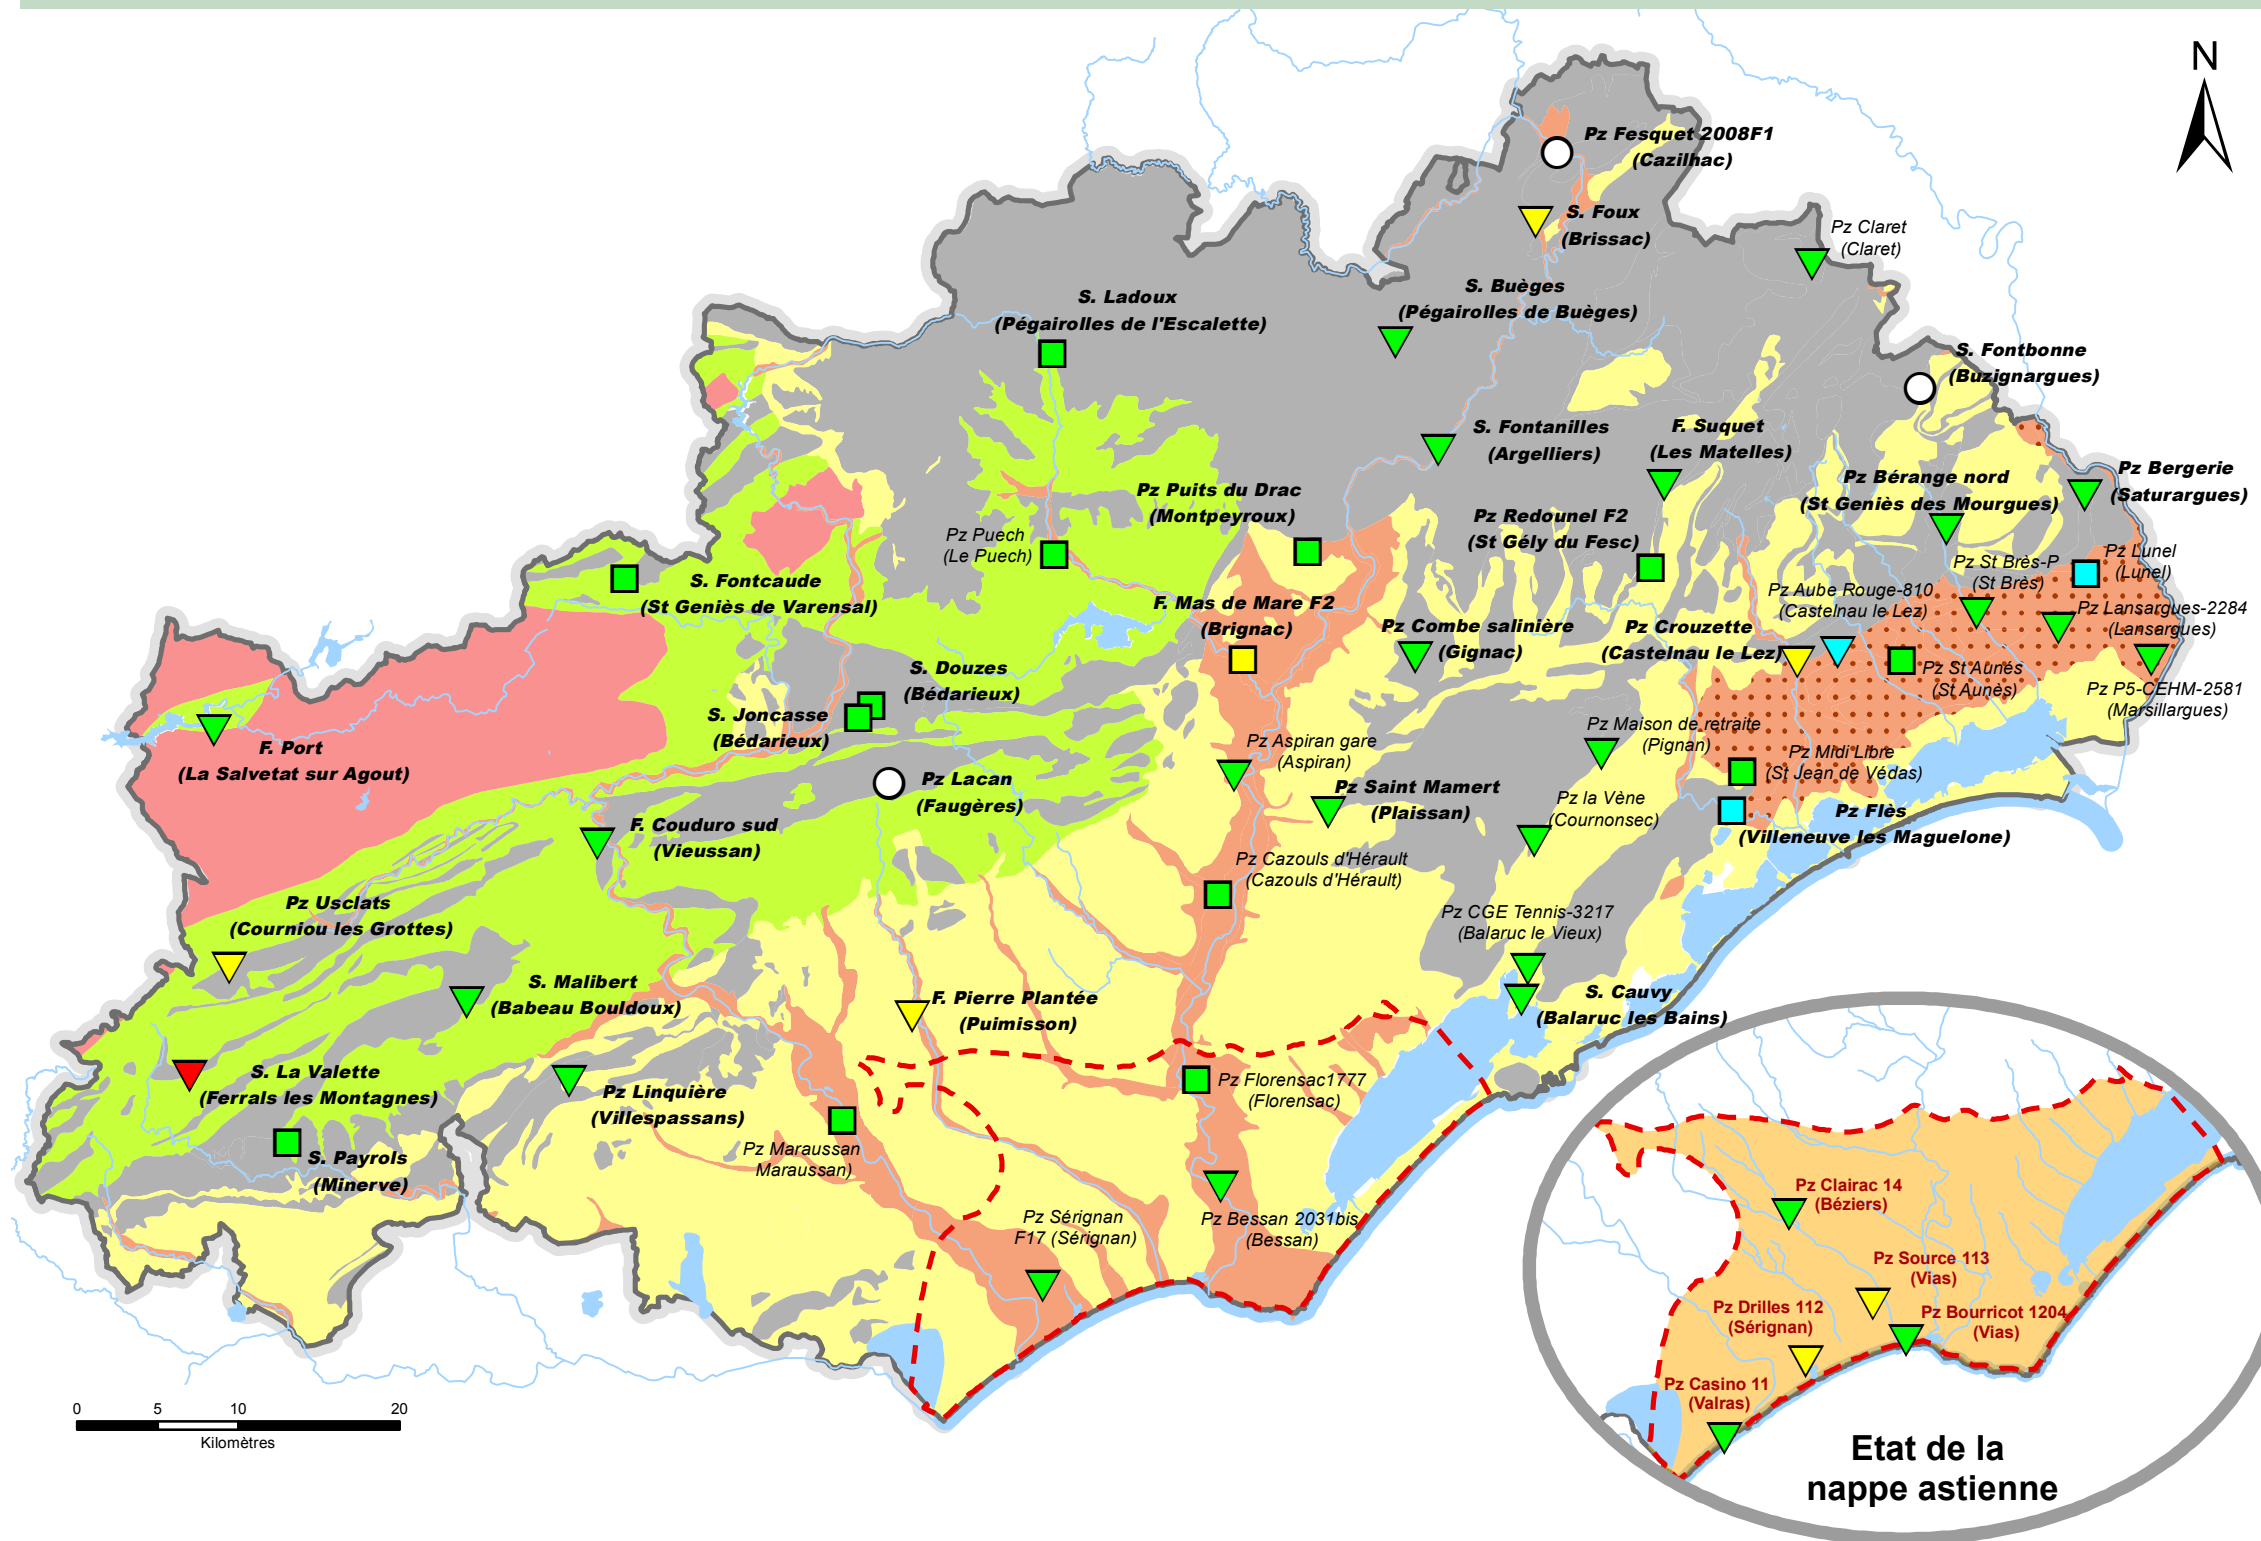 N
Pz Fesquet 2008F1
(Cazilhac)
S. Foux
(Brissac)
Pz Claret
(Claret)
S. Buèges
(Pégairolles de Buèges)
S. Ladoux
(Pégairolles de l'Escalette)
S. Fontbonne
(Buzignargues)
S. Fontanilles
(Argelliers)
F. Suquet
(Les Matelles)
Pz Bergerie
(Saturargues)
Pz Bérange nord
(St Geniès des Mourgues)
Pz Puits du Drac
(Montpeyroux)
Pz Redounel F2
(St Gély du Fesc)
Pz Puech
(Le Puech)
Pz Lunel
(Lunel)
Pz St Brès-P
(St Brès)
S. Fontcaude
(St Geniès de Varensal)
Pz Aube Rouge-810
(Castelnau le Lez)
F. Mas de Mare F2
(Brignac)
Pz Lansargues-2284
(Lansargues)
Pz Combe salinière
(Gignac)
Pz Crouzette
(Castelnau le Lez)
S. Douzes
(Bédarieux)
Pz St Aunés
(St Aunès)
Pz P5-CEHM-2581
(Marsillargues)
S. Joncasse
(Bédarieux)
Pz Maison de retraite
(Pignan)
F. Port
(La Salvetat sur Agout)
Pz Aspiran gare
(Aspiran)
Pz Midi Libre
(St Jean de Védas)
Pz Lacan
(Faugères)
Pz Saint Mamert
(Plaissan)
Pz la Vène
(Cournonsec)
Pz Flès
(Villeneuve les Maguelone)
F. Couduro sud
(Vieussan)
Pz Cazouls d'Hérault
(Cazouls d'Hérault)
Pz Usclats
(Courniou les Grottes)
Pz CGE Tennis-3217
(Balaruc le Vieux)
S. Malibert
(Babeau Bouldoux)
F. Pierre Plantée
(Puimisson)
S. Cauvy
(Balaruc les Bains)
S. La Valette
(Ferrals les Montagnes)
Pz Linquière
(Villespassans)
Pz Florensac1777
(Florensac)
Pz Maraussan
Maraussan)
S. Payrols
(Minerve)
Pz Sérignan
F17 (Sérignan)
Pz Bessan 2031bis
(Bessan)
Pz Clairac 14
(Béziers)
Pz Source 113
(Vias)
Pz Drilles 112
(Sérignan)
Pz Bourricot 1204
(Vias)
Pz Casino 11
(Valras)
0 5 10 20
Kilomètres
Etat de la
nappe astienne